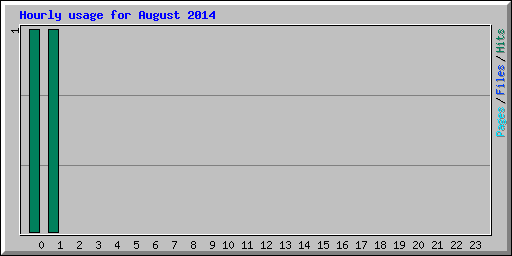 Hourly usage for August 2014
1
Pages/Files/Hits
0 1 2 3 4 5 6 7 8 9 10 11 12 13 14 15 16 17 18 19 20 21 22 23